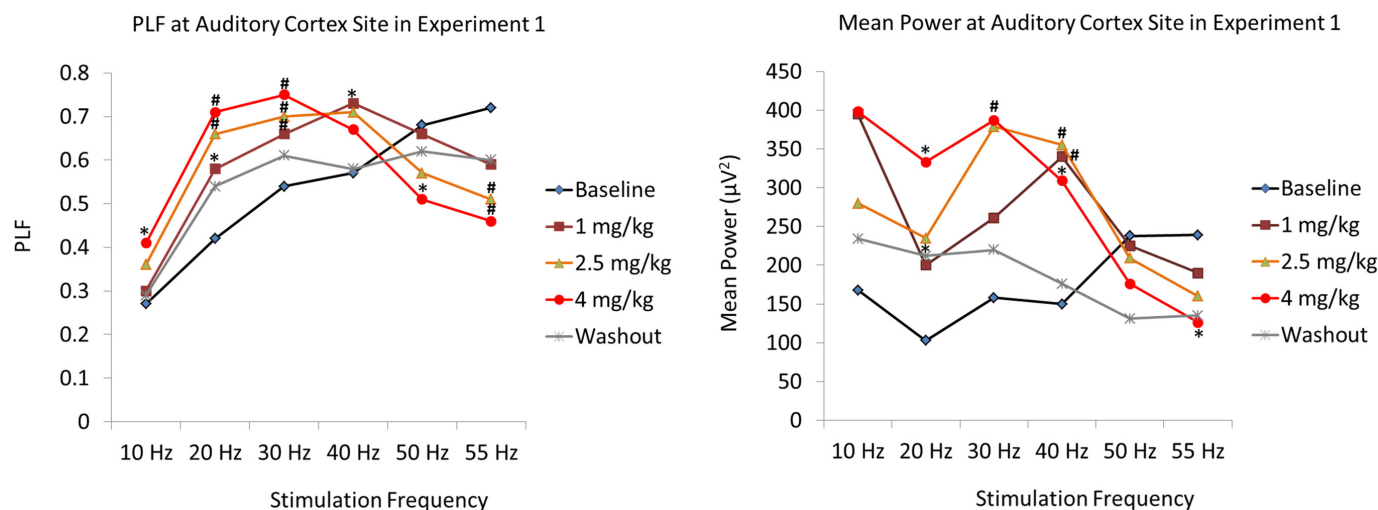 PLF at Auditory Cortex Site in Experiment 1
0.8
0.7
0.6
0.5
0.4
0.3
0.2
0.1
0
PLF
*
#
#
*
#
#
#
*
*
#
#
10 Hz 20 Hz 30 Hz 40 Hz 50 Hz 55 Hz
Stimulation Frequency
Baseline
1 mg/kg
2.5 mg/kg
4 mg/kg
Washout
Mean Power at Auditory Cortex Site in Experiment 1
450
400
350
300
250
200
150
100
50
0
Mean Power (µV²)
*
*
#
#
#
*
*
10 Hz 20 Hz 30 Hz 40 Hz 50 Hz 55 Hz
Stimulation Frequency
Baseline
1 mg/kg
2.5 mg/kg
4 mg/kg
Washout